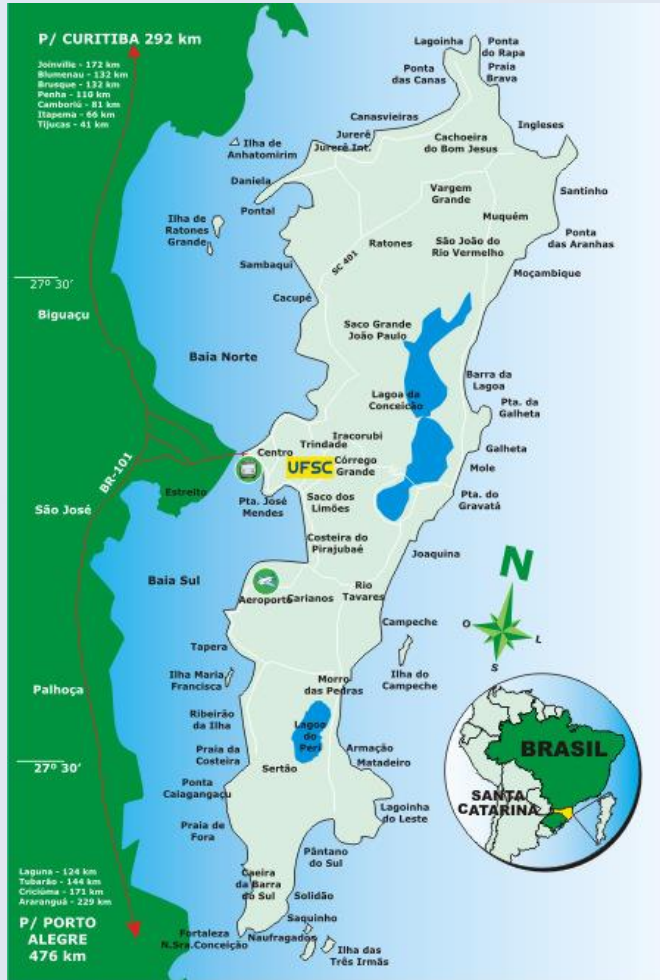 P/ CURITIBA 292 km
Joinville - 172 km
Blumenau - 132 km
Brusque - 132 km
Penha - 110 km
Camboriú - 81 km
Itapema - 66 km
Tijucas - 41 km
Lagoinha
Ponta
do Rapa
Praia
Brava
Ponta
das Canas
Canasvieiras
Ingleses
Jurerê
Jurerê Int.
Cachoeira
do Bom Jesus
Ilha de
Anhatomirim
Daniela
Pontal
Vargem
Grande
Santinho
Muquém
Ilha de
Ratones
Grande
Ratones
São João do
Rio Vermelho
Ponta
das Aranhas
SC 401
Sambaqui
Moçambique
27º 30'
Cacupé
Biguaçu
Saco Grande
João Paulo
Baia Norte
Barra da
Lagoa
Lagoa da
Conceição
Pta. da
Galheta
Iracorubi
Trindade
Centro
UFSC
Córrego
Grande
Galheta
Mole
BR-101
Estreito
Pta. José
Mendes
Saco dos
Limões
Pta. do
Gravatá
São José
Costeira do
Pirajubaé
Joaquina
N
O
L
S
Baia Sul
Aeroporto
Carianos
Rio
Tavares
Campeche
Tapera
Ilha Maria
Francisca
Ilha do
Campeche
Palhoça
Morro
das Pedras
Ribeirão
da Ilha
Lagoa
do
Peri
Praia da
Costeira
Armação
Matadeiro
27º 30'
Sertão
Ponta
Caiagangaçu
Lagoinha
do Leste
Praia de
Fora
Pântano
do Sul
BRASIL
SANTA
CATARINA
Caeira
da Barra
do Sul
Solidão
Laguna - 124 km
Tubarão - 144 km
Criciúma - 171 km
Araranguá - 229 km
P/ PORTO
ALEGRE
476 km
Saquinho
Fortaleza
N.Sra.Conceição
Naufragados
Ilha das
Três Irmãs